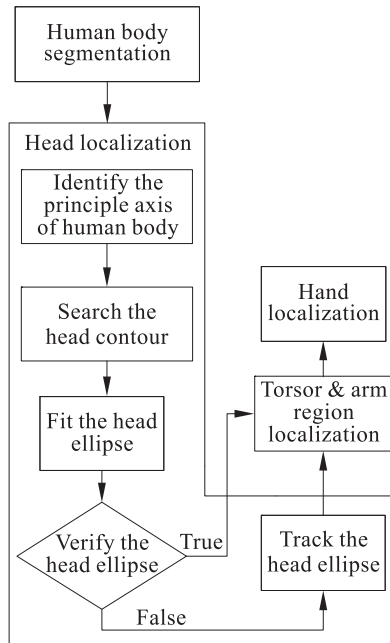 Human body
segmentation
Head localization
Identify the
principle axis
of human body
Search the
head contour
Fit the head
ellipse
Verify the
head ellipse
True
False
Track the
head ellipse
Torsor & arm
region
localization
Hand
localization